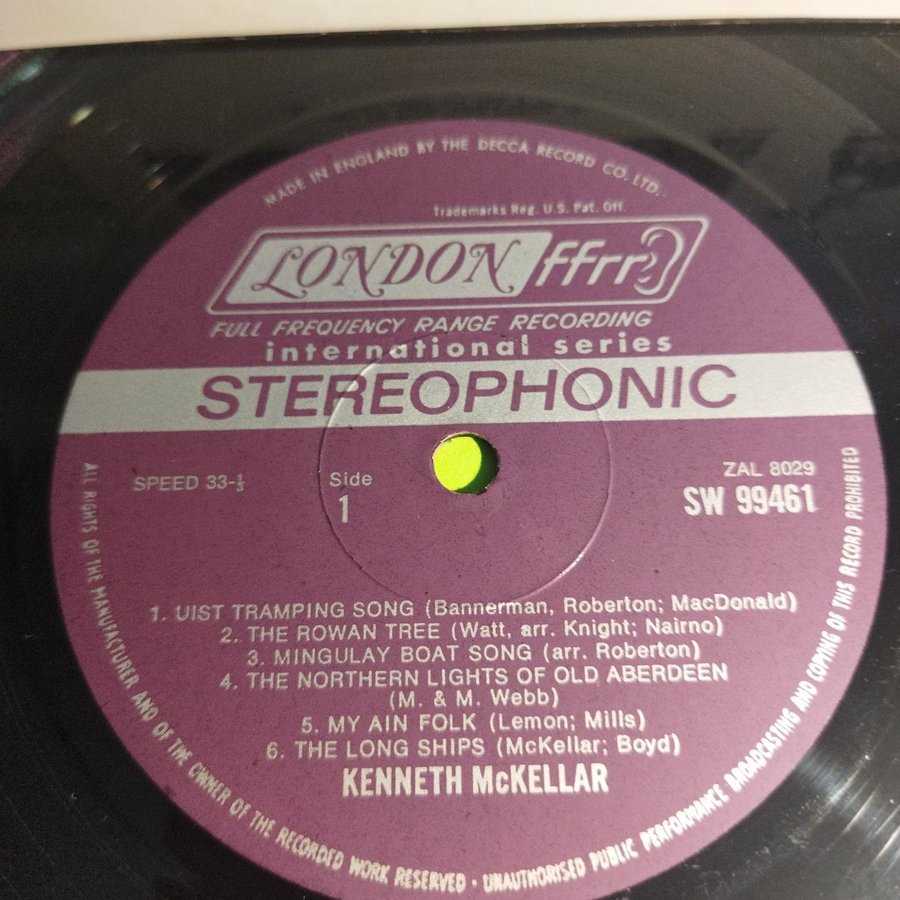 MADE IN ENGLAND BY THE DECCA RECORD CO. LTD.
Trademarks Reg. U.S. Pat. Off.
LONDON ffrr
FULL FREQUENCY RANGE RECORDING
international series
STEREOPHONIC
SPEED 33-⅓
Side
1
ZAL 8029
SW 99461
1. UIST TRAMPING SONG (Bannerman, Roberton; MacDonald)
2. THE ROWAN TREE (Watt, arr. Knight; Nairno)
3. MINGULAY BOAT SONG (arr. Roberton)
4. THE NORTHERN LIGHTS OF OLD ABERDEEN
(M. & M. Webb)
5. MY AIN FOLK (Lemon; Mills)
6. THE LONG SHIPS (McKellar; Boyd)
KENNETH McKELLAR
ALL RIGHTS OF THE MANUFACTURER AND OF THE OWNER OF THE RECORDED WORK RESERVED · UNAUTHORISED PUBLIC PERFORMANCE BROADCASTING AND COPYING OF THIS RECORD PROHIBITED